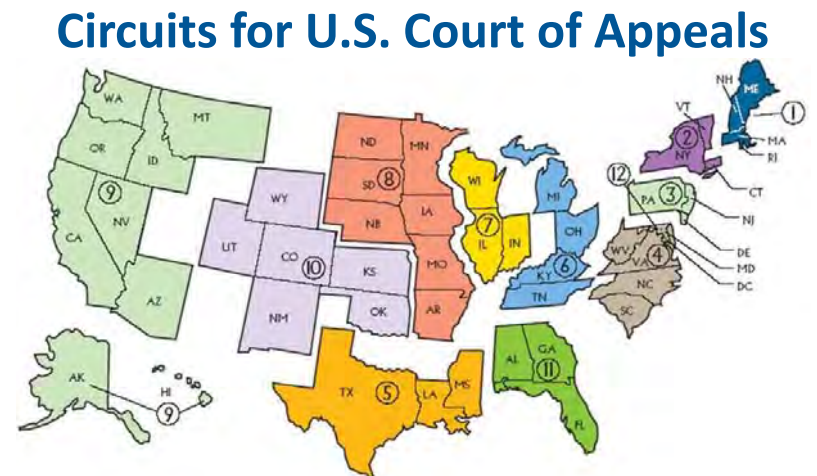 Circuits for U.S. Court of Appeals
WA
MT
OR
ID
9
NV
CA
AZ
AK
HI
9
WY
UT
CO
10
KS
NM
OK
ND
MN
SD
8
NB
IA
MO
AR
WI
7
IL
IN
MI
OH
KY
6
TN
TX
5
LA
MS
AL
GA
11
FL
NH
ME
1
VT
2
NY
MA
RI
CT
12
PA
3
NJ
DE
MD
DC
WV
VA
4
NC
SC